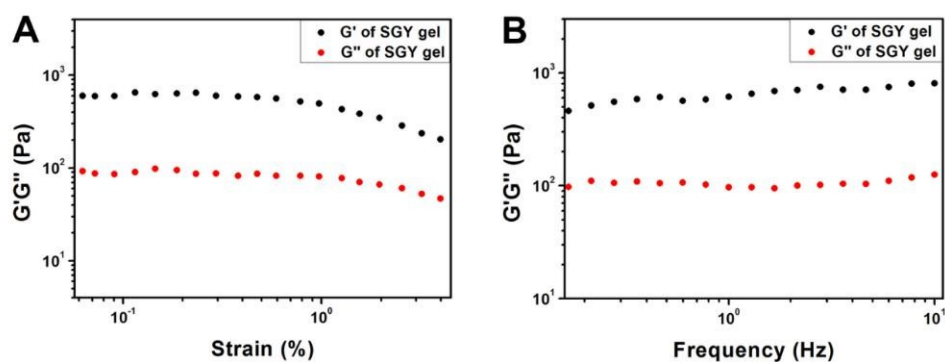 A
G' of SGY gel
G'' of SGY gel
G'G'' (Pa)
10³
10²
10¹
10⁻¹
10⁰
10¹
Strain (%)
B
G' of SGY gel
G'' of SGY gel
G'G'' (Pa)
10³
10²
10¹
10⁰
10¹
Frequency (Hz)